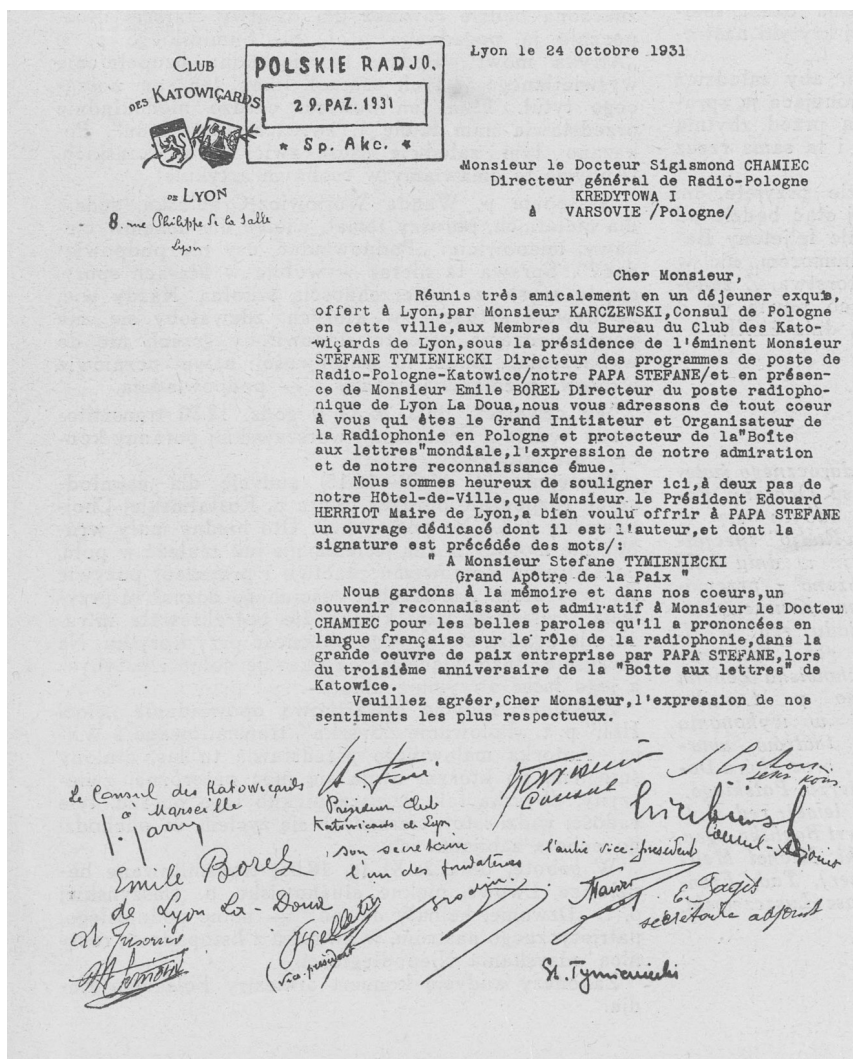 CLUB
DES KATOWIÇARDS
DE LYON
8. rue Philippe de la Salle
Lyon
POLSKIE RADJO.
29. PAZ. 1931
* Sp. Akc. *
Lyon le 24 Octobre 1931
Monsieur le Docteur Sigismond CHAMIEC
Directeur général de Radio-Pologne
KREDYTOWA I
à VARSOVIE /Pologne/
Cher Monsieur,
Réunis très amicalement en un déjeuner exquis,
offert à Lyon,par Monsieur KARCZEWSKI,Consul de Pologne
en cette ville,aux Membres du Bureau du Club des Kato-
-wiçards de Lyon,sous la présidence de l'éminent Monsieur
STEFANE TYMIENIECKI Directeur des programmes de poste de
Radio-Pologne-Katowice/notre PAPA STEFANE/et en présen-
ce de Monsieur Emile BOREL Directeur du poste radiopho-
nique de Lyon La Doua,nous vous adressons de tout coeur
à vous qui êtes le Grand Initiateur et Organisateur de
la Radiophonie en Pologne et protecteur de la"Boîte
aux lettres"mondiale,l'expression de notre admiration
et de notre reconnaissance émue.
Nous sommes heureux de souligner ici,à deux pas de
notre Hôtel-de-Ville,que Monsieur le Président Edouard
HERRIOT Maire de Lyon,a bien voulu offrir à PAPA STEFANE
un ouvrage dédicacé dont il est l'auteur,et dont la
signature est précédée des mots/:
" A Monsieur Stefane TYMIENIECKI
Grand Apôtre de la Paix "
Nous gardons à la mémoire et dans nos coeurs,un
souvenir reconnaissant et admiratif à Monsieur le Docteu
CHAMIEC pour les belles paroles qu'il a prononcées en
langue française sur le rôle de la radiophonie,dans la
grande oeuvre de paix entreprise par PAPA STEFANE,lors
du troisième anniversaire de la "Boîte aux lettres" de
Katowice.
Veuillez agréer,Cher Monsieur,l'expression de nos
sentiments les plus respectueux.
Le Consul des Katowiçards
à Marseille
J. Jarry
Président Club
Katowicards de Lyon
Consul
sans nom
Consul-Adjoint
son secrétaire
l'un des fondateurs
l'autre vice-président
Emile Borel
de Lyon La-Doua
(vice-président
E. Pagès
secrétaire adjoint
St. Tymieniecki